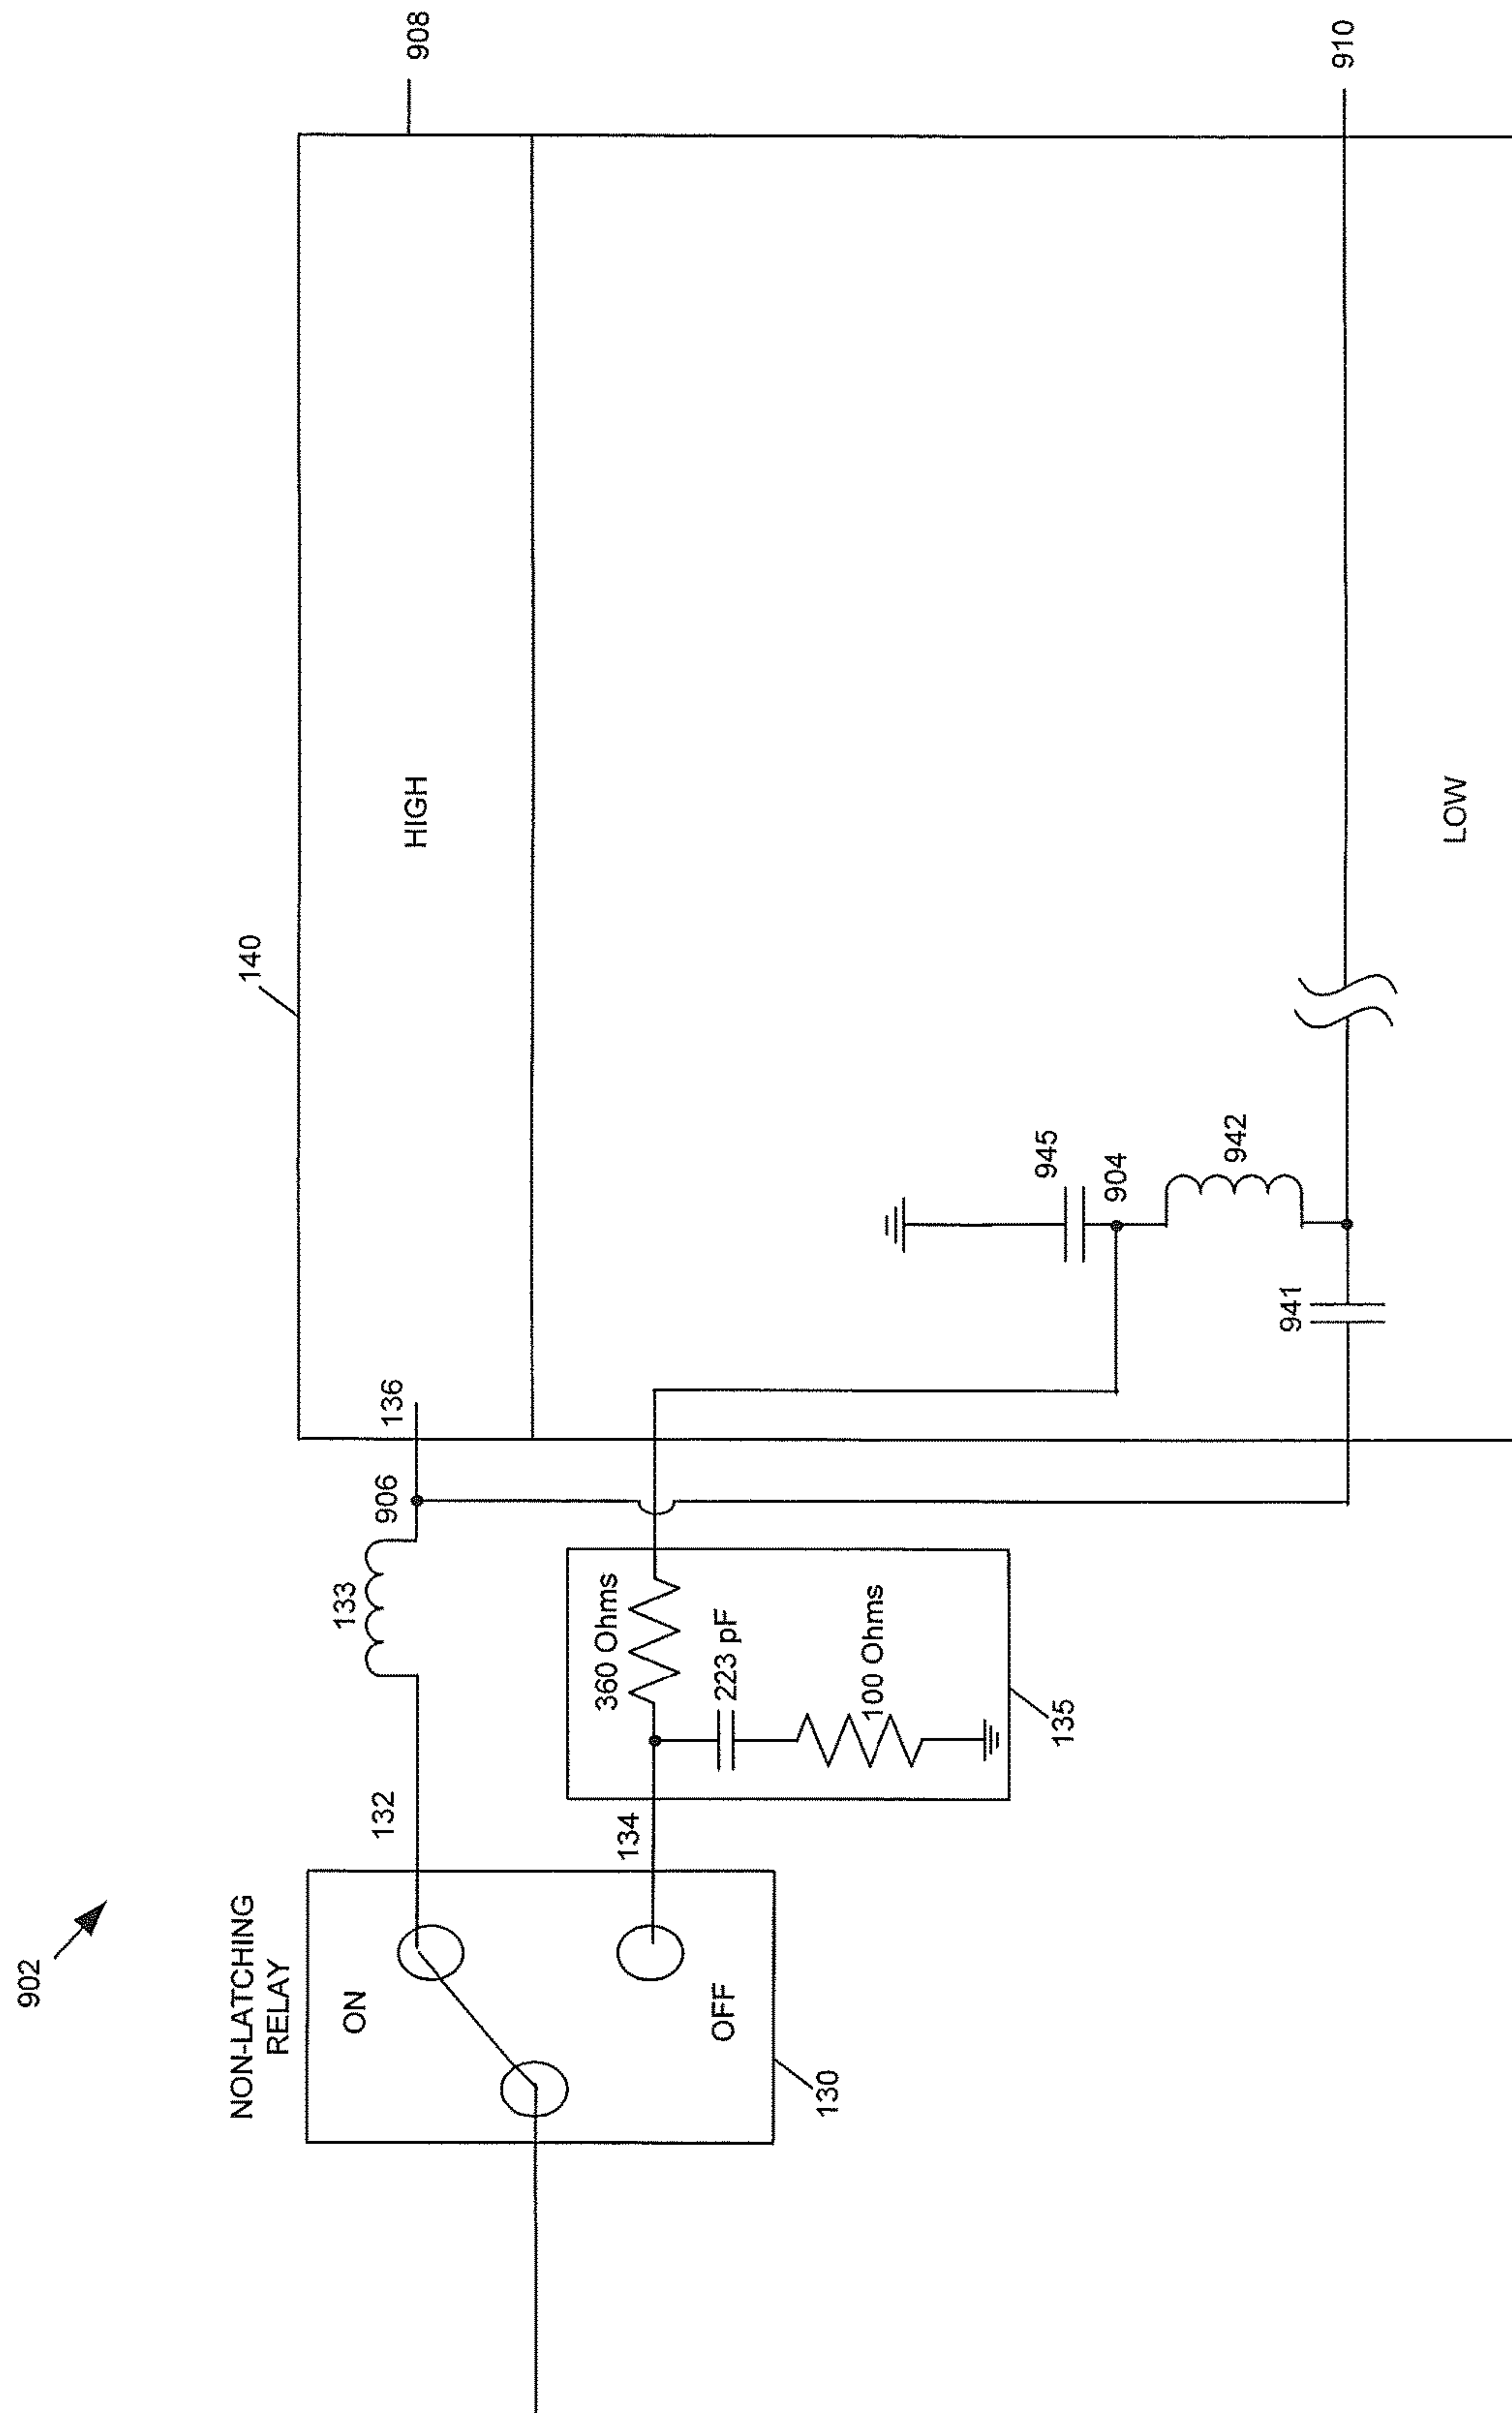 902
NON-LATCHING
RELAY
ON
OFF
130
132
134
133
906
136
360 Ohms
223 pF
100 Ohms
135
140
HIGH
908
945
904
942
941
LOW
910